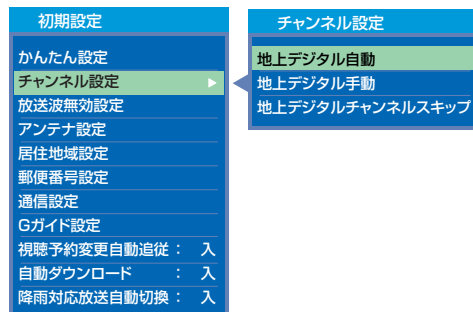 初期設定
かんたん設定
チャンネル設定
放送波無効設定
アンテナ設定
居住地域設定
郵便番号設定
通信設定
Gガイド設定
視聴予約変更自動追従： 入
自動ダウンロード ： 入
降雨対応放送自動切換： 入
チャンネル設定
地上デジタル自動
地上デジタル手動
地上デジタルチャンネルスキップ